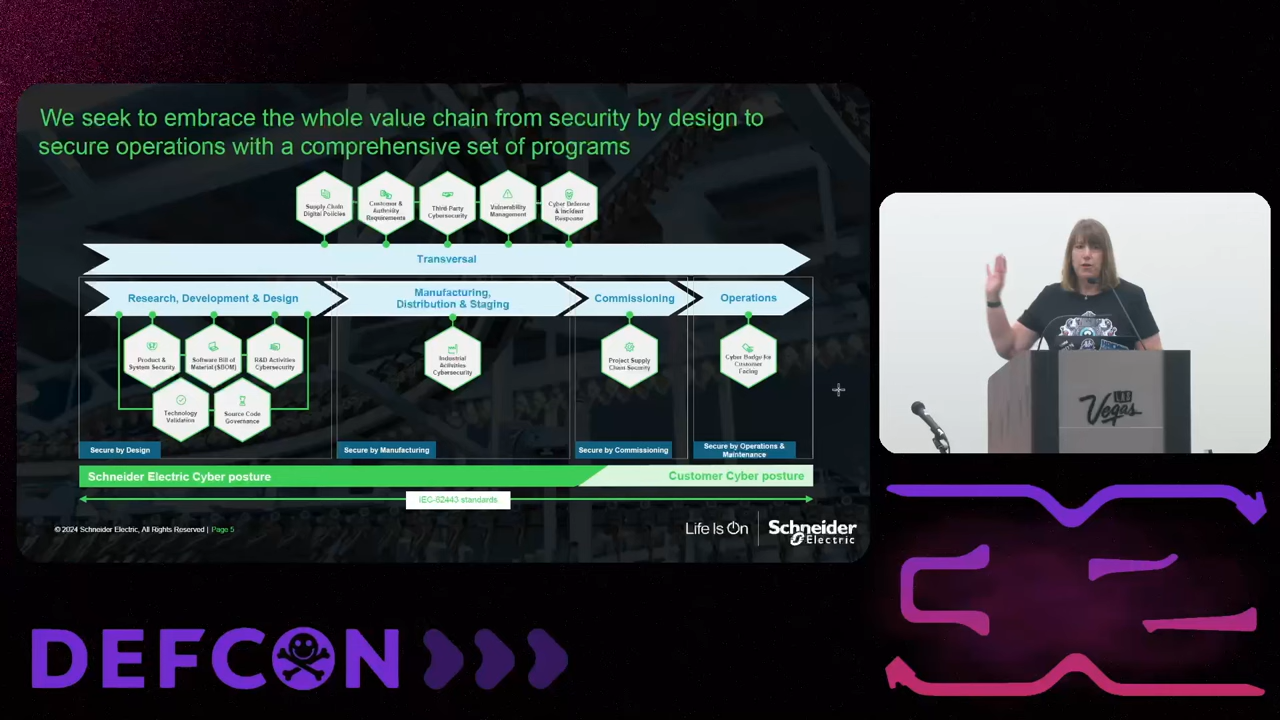 We seek to embrace the whole value chain from security by design to
secure operations with a comprehensive set of programs
Supply Chain
Digital Policies
Customer &
Authority
Requirements
Third-Party
Cybersecurity
Vulnerability
Management
Cyber Defense
& Incident
Response
Transversal
Research, Development & Design
Manufacturing,
Distribution & Staging
Commissioning
Operations
Product &
System Security
Software Bill of
Material (SBOM)
R&D Activities
Cybersecurity
Technology
Validation
Source Code
Governance
Industrial
Activities
Cybersecurity
Project Supply
Chain Security
Cyber Badge for
Customer
Facing
Secure by Design
Secure by Manufacturing
Secure by Commissioning
Secure by Operations &
Maintenance
Schneider Electric Cyber posture
Customer Cyber posture
IEC-62443 standards
© 2024 Schneider Electric, All Rights Reserved | Page 5
Life Is On
Schneider
Electric
LAS
Vegas
DEFCON